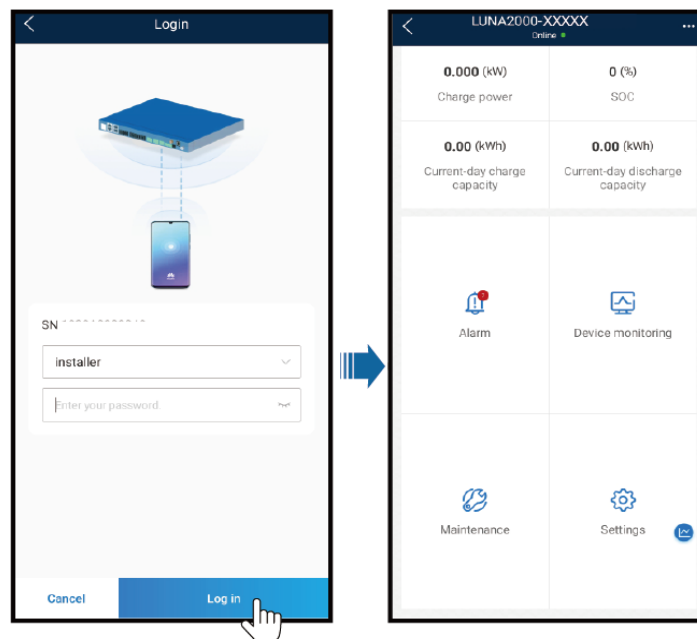 Login
SN
installer
Enter your password.
Cancel
Log in
LUNA2000-XXXXX
Online
0.000 (kW)
Charge power
0 (%)
SOC
0.00 (kWh)
Current-day charge
capacity
0.00 (kWh)
Current-day discharge
capacity
Alarm
Device monitoring
Maintenance
Settings